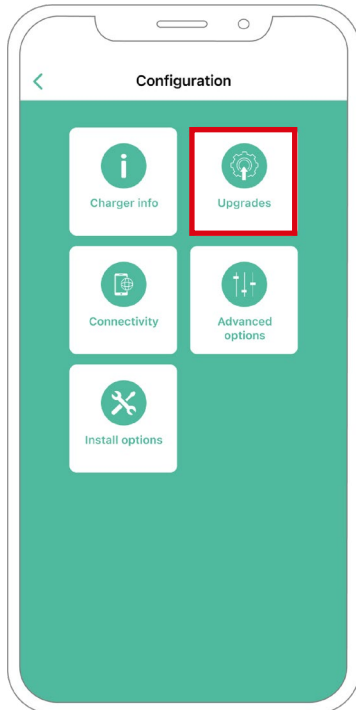 Configuration
Charger info
Upgrades
Connectivity
Advanced
options
Install options